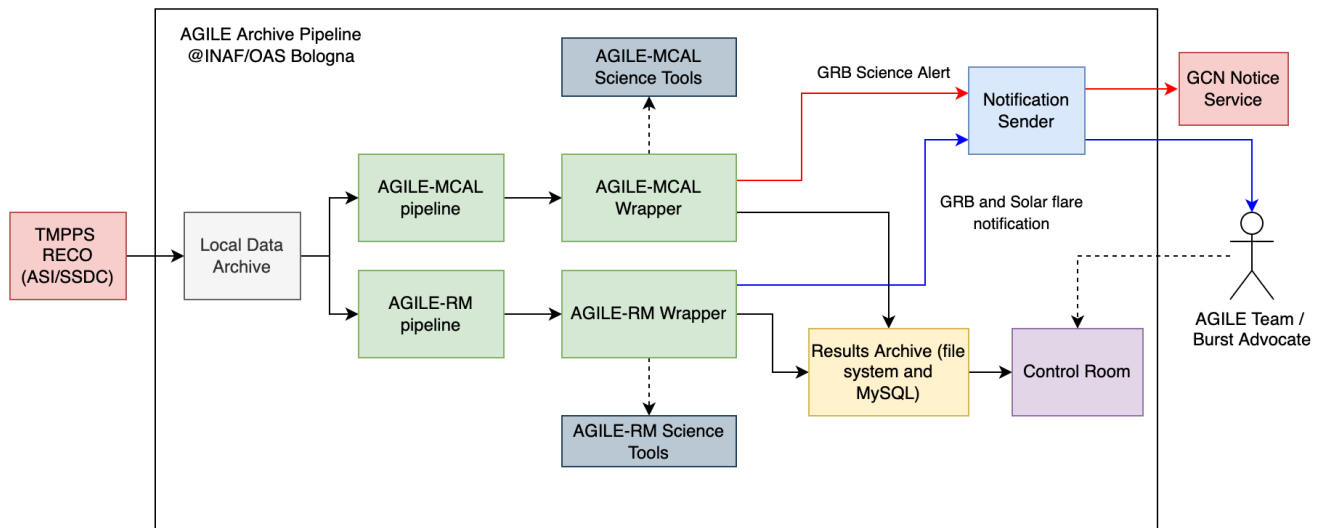 AGILE Archive Pipeline
@INAF/OAS Bologna
AGILE-MCAL
Science Tools
GRB Science Alert
Notification
Sender
GCN Notice
Service
AGILE-MCAL
pipeline
AGILE-MCAL
Wrapper
GRB and Solar flare
notification
TMPPS
RECO
(ASI/SSDC)
Local Data
Archive
AGILE-RM
pipeline
AGILE-RM Wrapper
AGILE Team /
Burst Advocate
Results Archive (file
system and
MySQL)
Control Room
AGILE-RM Science
Tools